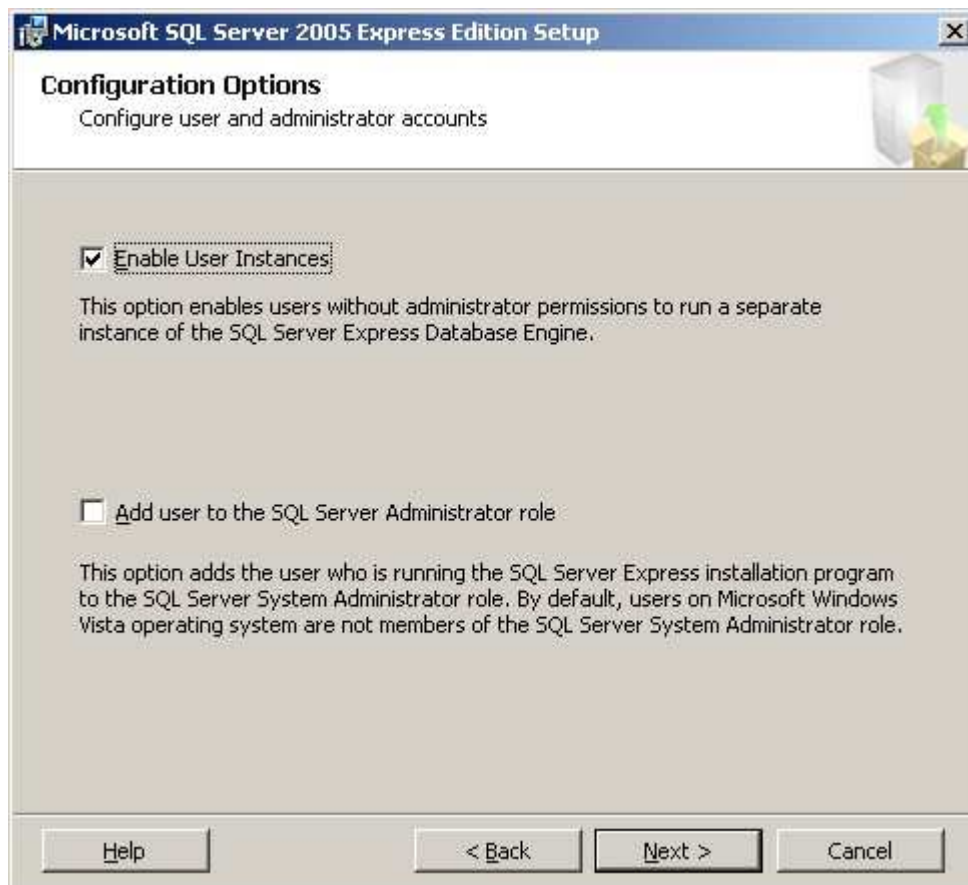 Microsoft SQL Server 2005 Express Edition Setup
Configuration Options
Configure user and administrator accounts
Enable User Instances
This option enables users without administrator permissions to run a separate
instance of the SQL Server Express Database Engine.
Add user to the SQL Server Administrator role
This option adds the user who is running the SQL Server Express installation program
to the SQL Server System Administrator role. By default, users on Microsoft Windows
Vista operating system are not members of the SQL Server System Administrator role.
Help < Back Next > Cancel